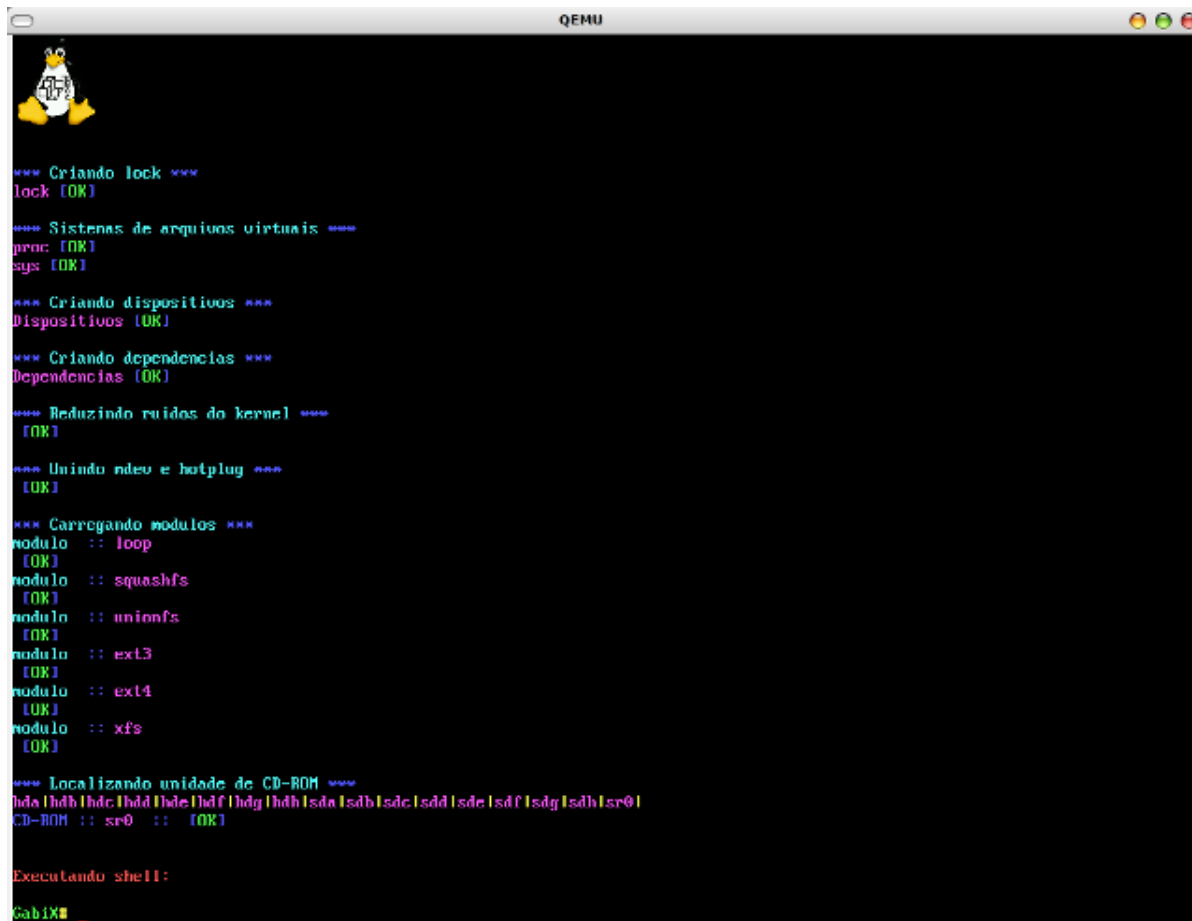 QEMU
*** Criando lock ***
lock [OK]
*** Sistemas de arquivos virtuais ***
proc [OK]
sys [OK]
*** Criando dispositivos ***
Dispositivos [OK]
*** Criando dependencias ***
Dependencias [OK]
*** Reduzindo ruidos do kernel ***
[OK]
*** Unindo mdev e hotplug ***
[OK]
*** Carregando modulos ***
modulo :: loop
[OK]
modulo :: squashfs
[OK]
modulo :: unionfs
[OK]
modulo :: ext3
[OK]
modulo :: ext4
[OK]
modulo :: xfs
[OK]
*** Localizando unidade de CD-ROM ***
hda|hdb|hdc|hdd|hde|hdf|hdg|hdh|sda|sdb|sdc|sdd|sde|sdf|sdg|sdh|sr0|
CD-ROM :: sr0 :: [OK]
Executando shell:
GabiX#